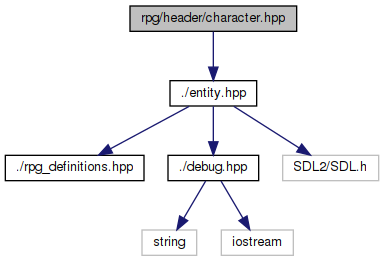 rpg/header/character.hpp
./entity.hpp
./rpg_definitions.hpp
./debug.hpp
SDL2/SDL.h
string
iostream